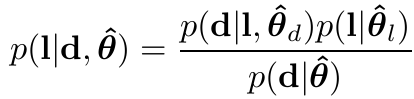 p(𝐥|𝐝, 𝜽̂) = p(𝐝|𝐥, 𝜽̂_d)p(𝐥|𝜽̂_l) / p(𝐝|𝜽̂)